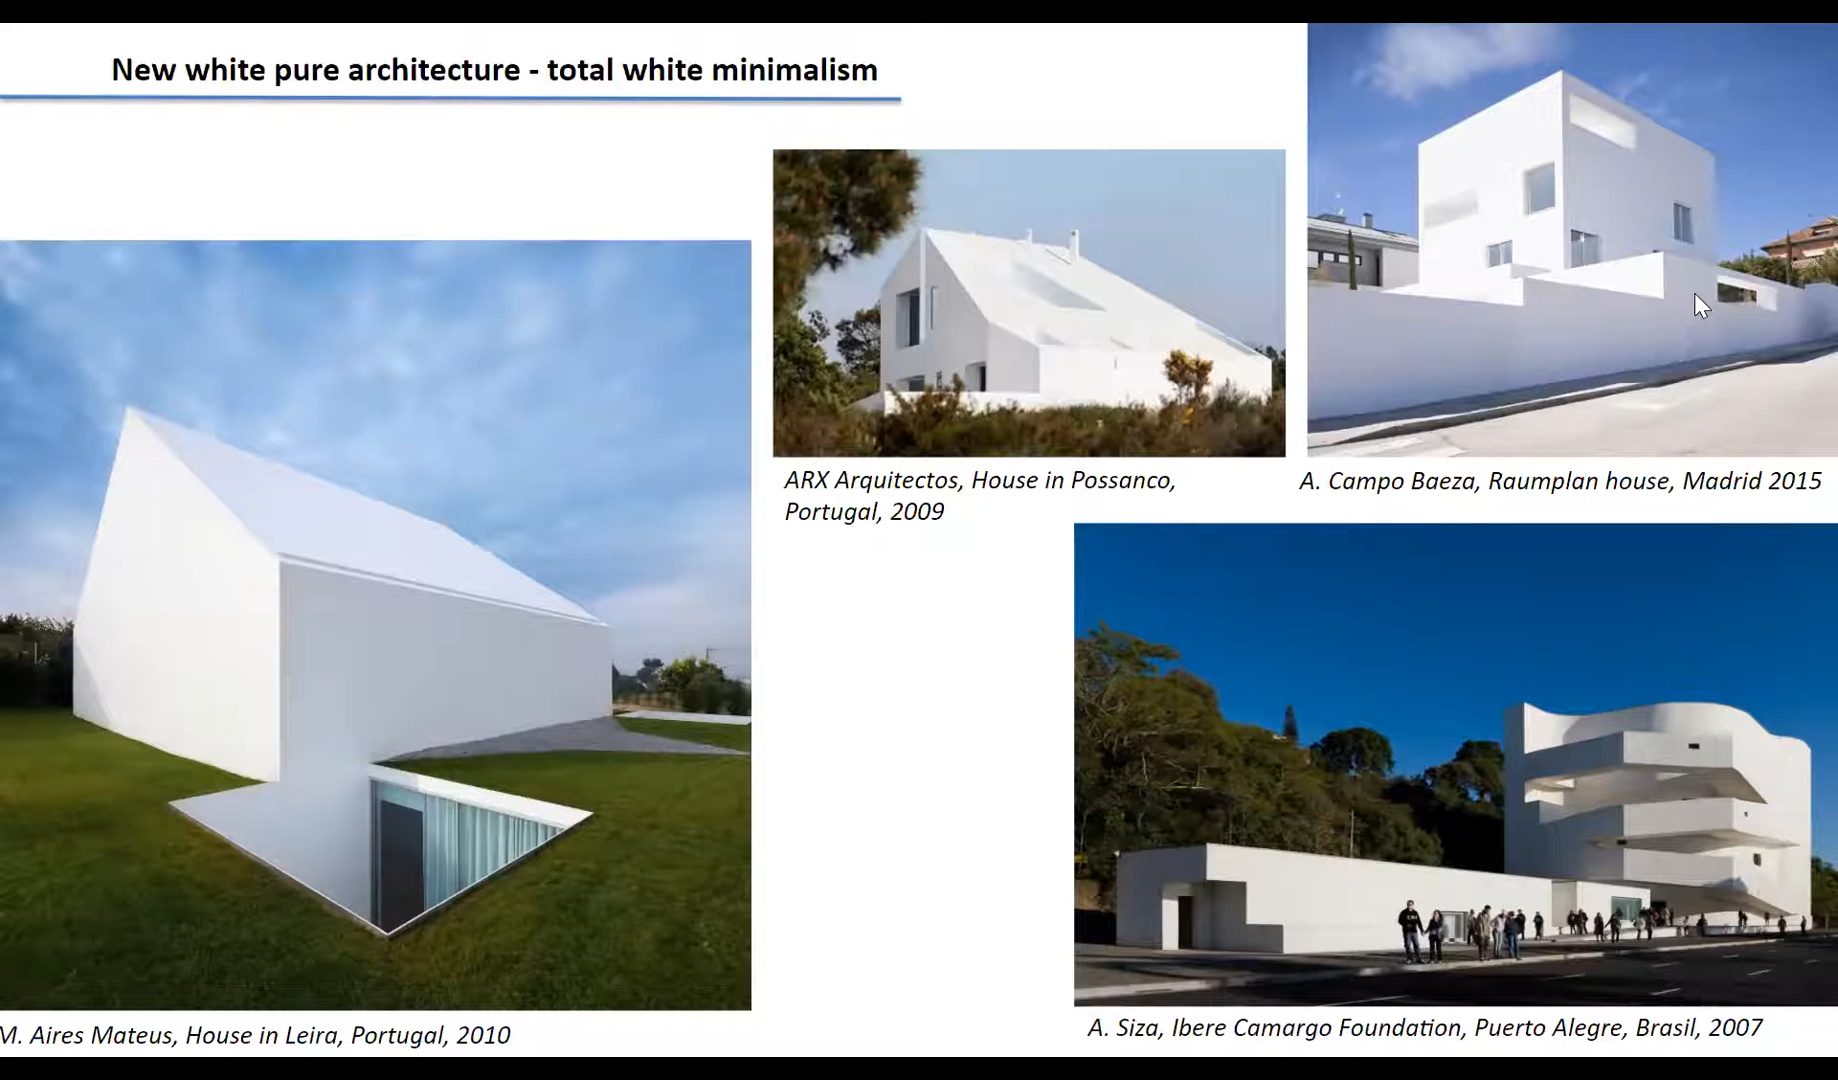 New white pure architecture - total white minimalism
ARX Arquitectos, House in Possanco,
Portugal, 2009
A. Campo Baeza, Raumplan house, Madrid 2015
M. Aires Mateus, House in Leira, Portugal, 2010
A. Siza, Ibere Camargo Foundation, Puerto Alegre, Brasil, 2007